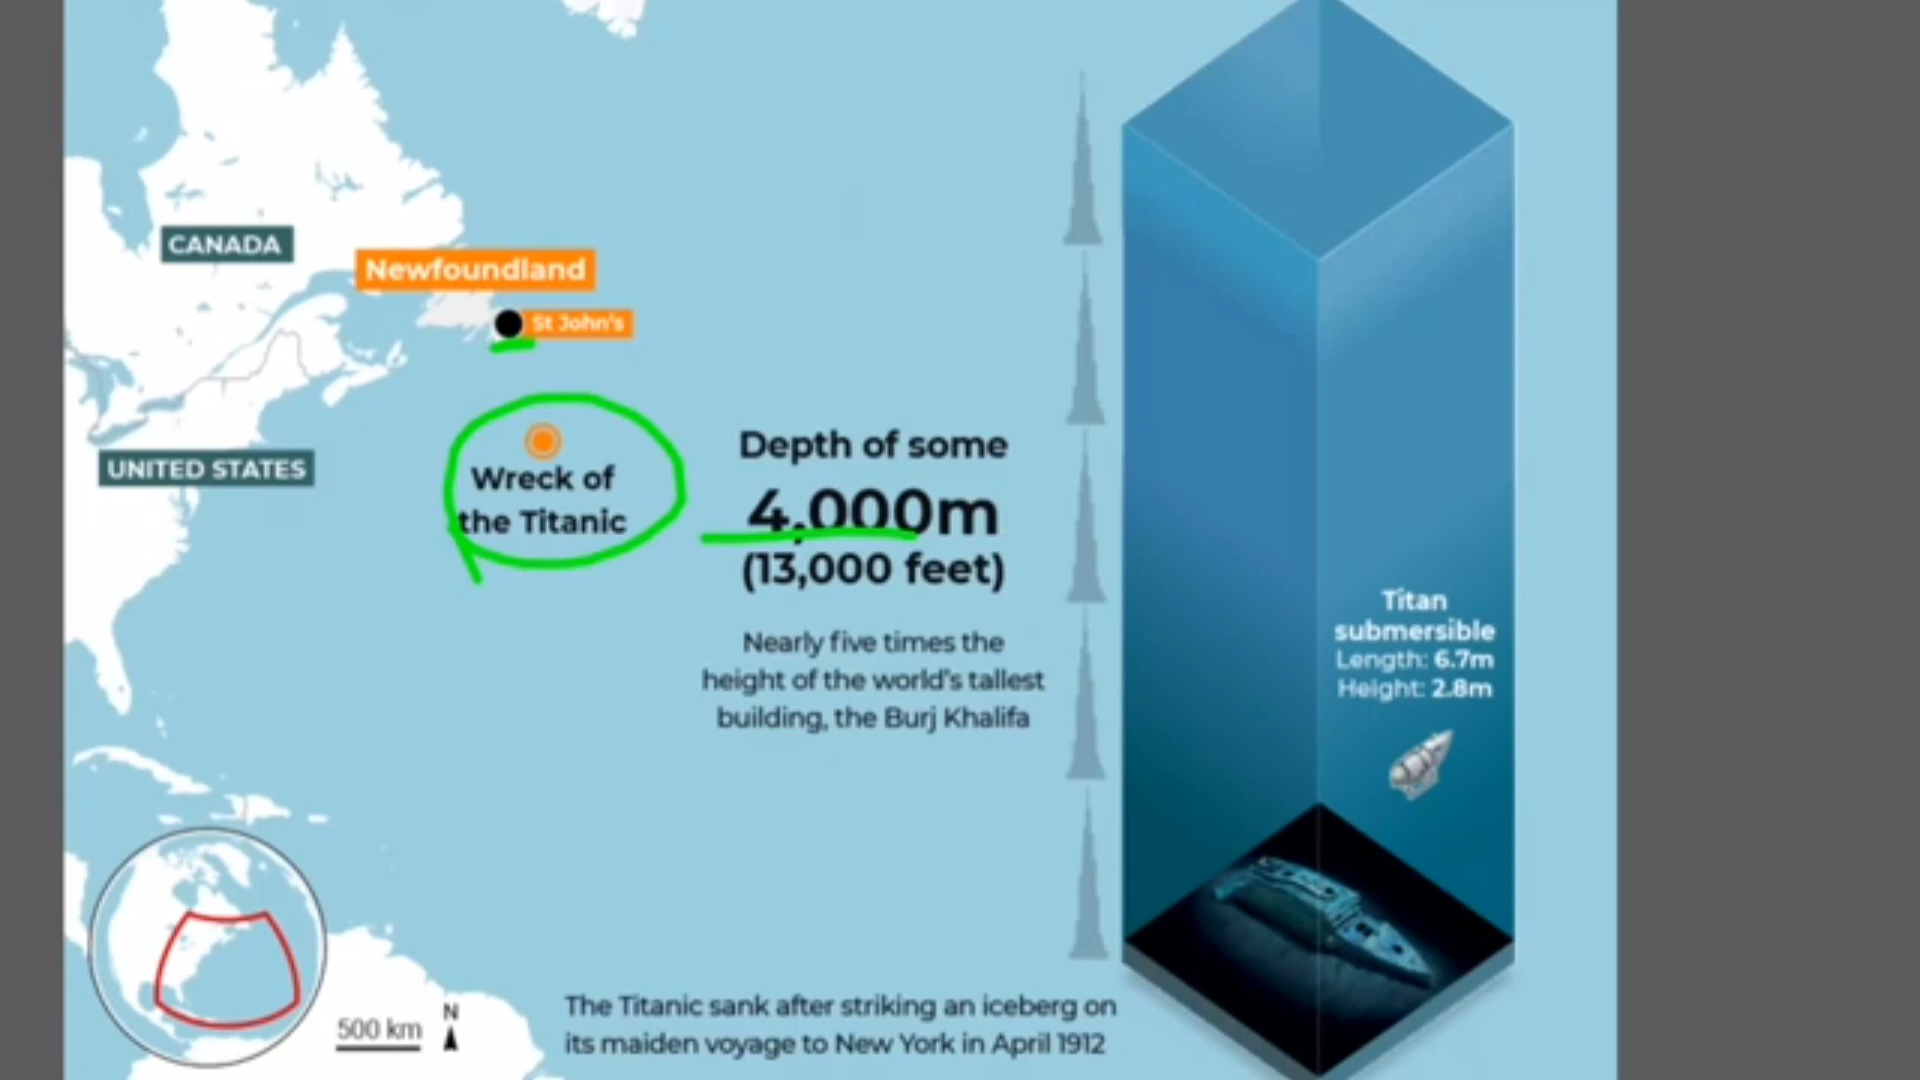 CANADA
Newfoundland
St John's
UNITED STATES
Wreck of
the Titanic
Depth of some
4,000m
(13,000 feet)
Nearly five times the
height of the world's tallest
building, the Burj Khalifa
Titan
submersible
Length: 6.7m
Height: 2.8m
500 km
N
The Titanic sank after striking an iceberg on
its maiden voyage to New York in April 1912